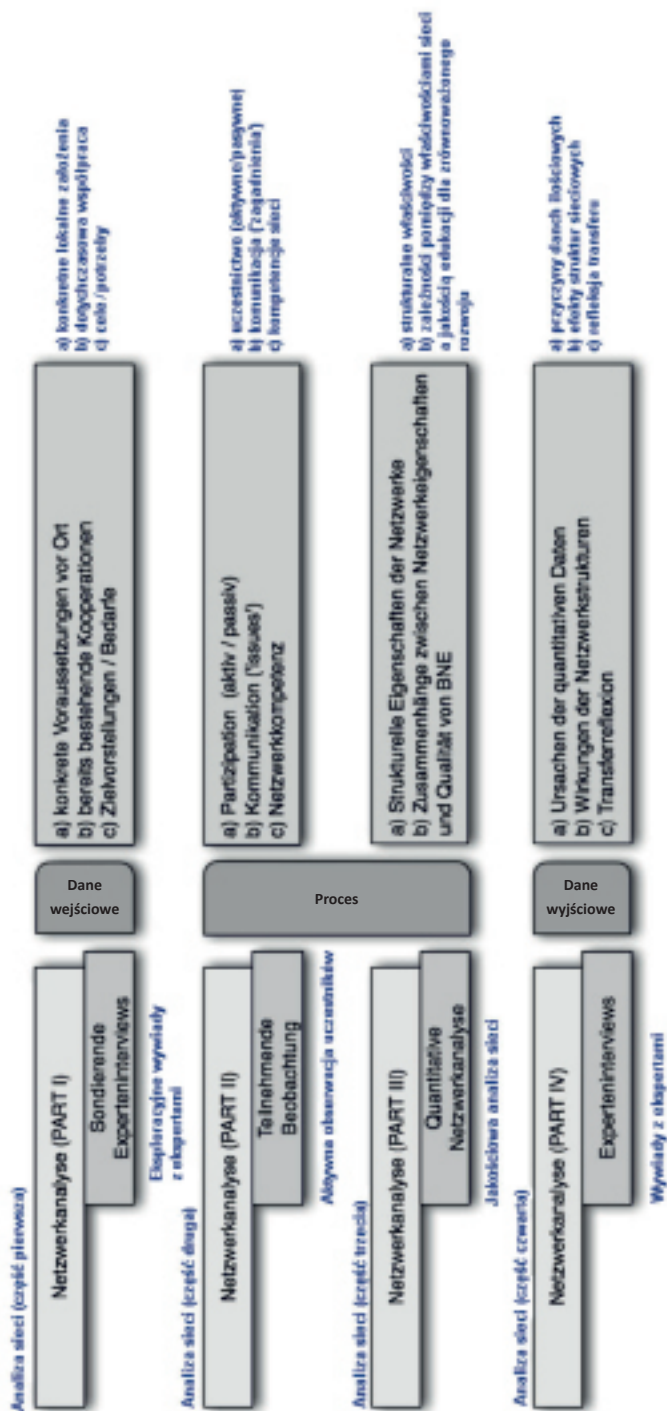 Analiza sieci (część pierwsza)
Netzwerkanalyse (PART I)
Sondierende
Experteninterviews
Eksploracyjne wywiady
z ekspertami
Dane
wejściowe
a) konkrete Voraussetzungen vor Ort
b) bereits bestehende Kooperationen
c) Zielvorstellungen / Bedarfe
a) konkretne lokalne założenia
b) dotychczasowa współpraca
c) cele /potrzeby
Analiza sieci (część druga)
Netzwerkanalyse (PART II)
Teilnehmende
Beobachtung
Aktywna obserwacja uczestników
Proces
a) Partizipation (aktiv / passiv)
b) Kommunikation ('issues')
c) Netzwerkkompetenz
a) uczestnictwo (aktywne/pasywne)
b) komunikacja ('zagadnienia')
c) kompetencje sieci
Analiza sieci (część trzecia)
Netzwerkanalyse (PART III)
Quantitative
Netzwerkanalyse
Jakościowa analiza sieci
a) Strukturelle Eigenschaften der Netzwerke
b) Zusammenhänge zwischen Netzwerkeigenschaften
und Qualität von BNE
a) strukturalne właściwości
b) zależności pomiędzy właściwościami sieci
a jakością edukacji dla zrównoważonego
rozwoju
Analiza sieci (część czwarta)
Netzwerkanalyse (PART IV)
Experteninterviews
Wywiady z ekspertami
Dane
wyjściowe
a) Ursachen der quantitativen Daten
b) Wirkungen der Netzwerkstrukturen
c) Transferreflexion
a) przyczyny danch ilościowych
b) efekty struktur sieciowych
c) refleksja transferu